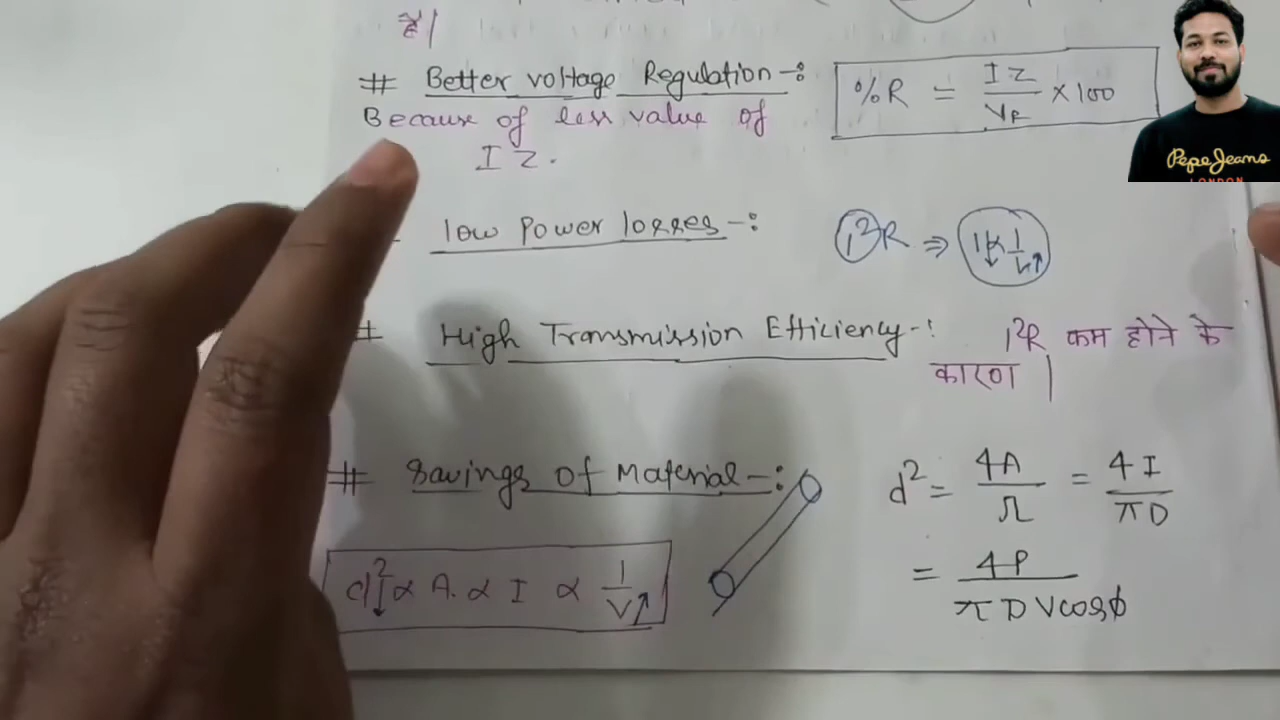 है।
# Better voltage Regulation -:
%R = IZ / VR × 100
Because of less value of
IZ.
low Power losses -:
I²R ⇒ I↓ ∝ 1/V↑
# High Transmission Efficiency -:
I²R कम होने के
कारण |
# Savings of Material -:
d² = 4A/π = 4I/πD
= 4P/πDVcosϕ
d²↓ ∝ A ∝ I ∝ 1/V↑
Pepe Jeans
LONDON